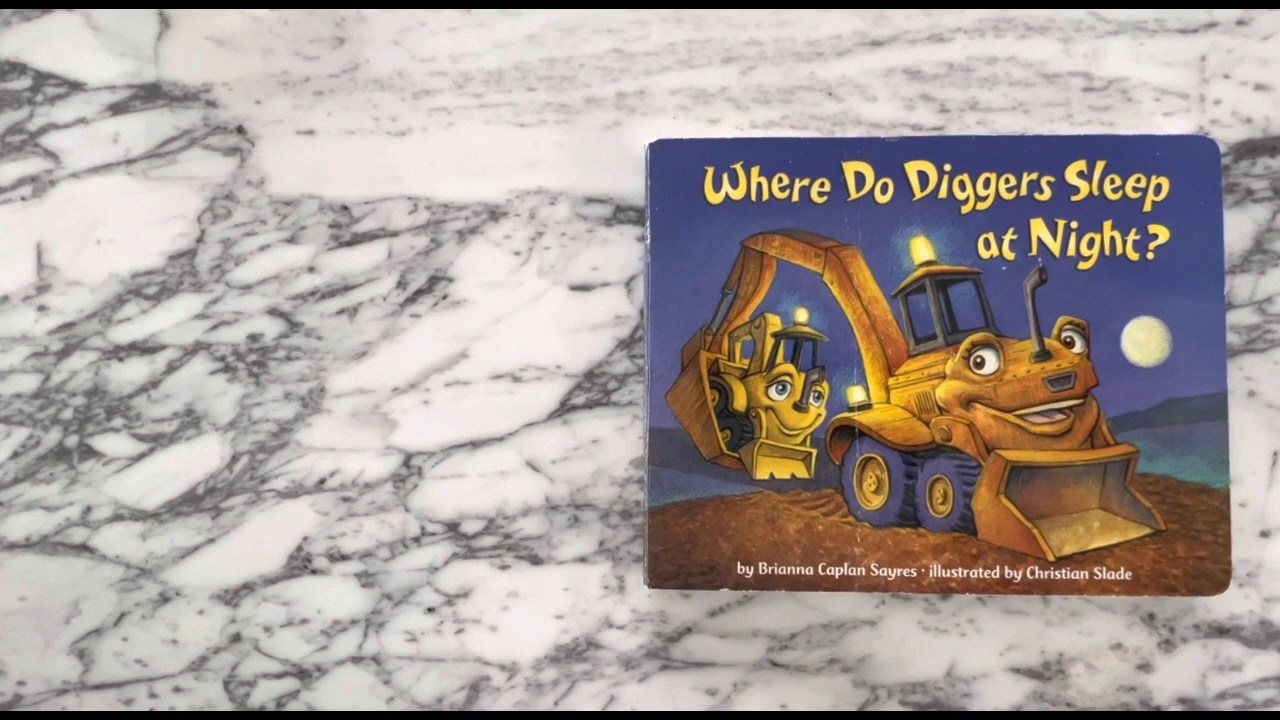 Where Do Diggers Sleep
at Night?
by Brianna Caplan Sayres · illustrated by Christian Slade